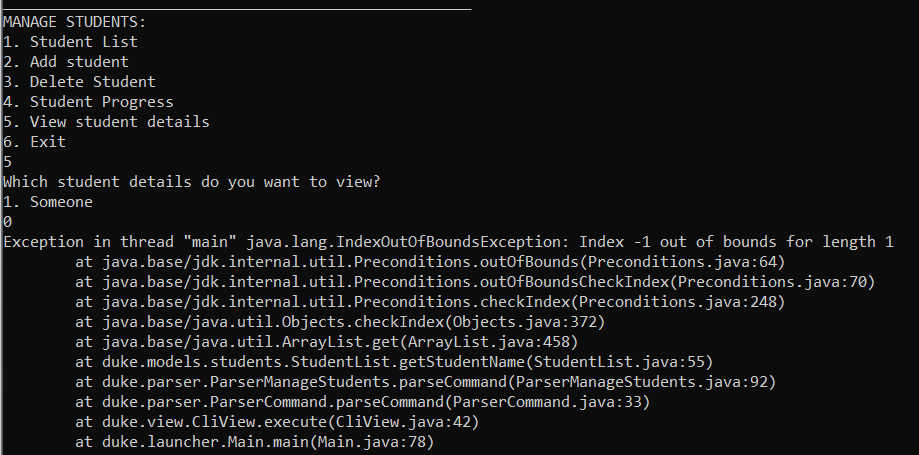 MANAGE STUDENTS:
1. Student List
2. Add student
3. Delete Student
4. Student Progress
5. View student details
6. Exit
5
Which student details do you want to view?
1. Someone
0
Exception in thread "main" java.lang.IndexOutOfBoundsException: Index -1 out of bounds for length 1
        at java.base/jdk.internal.util.Preconditions.outOfBounds(Preconditions.java:64)
        at java.base/jdk.internal.util.Preconditions.outOfBoundsCheckIndex(Preconditions.java:70)
        at java.base/jdk.internal.util.Preconditions.checkIndex(Preconditions.java:248)
        at java.base/java.util.Objects.checkIndex(Objects.java:372)
        at java.base/java.util.ArrayList.get(ArrayList.java:458)
        at duke.models.students.StudentList.getStudentName(StudentList.java:55)
        at duke.parser.ParserManageStudents.parseCommand(ParserManageStudents.java:92)
        at duke.parser.ParserCommand.parseCommand(ParserCommand.java:33)
        at duke.view.CliView.execute(CliView.java:42)
        at duke.launcher.Main.main(Main.java:78)